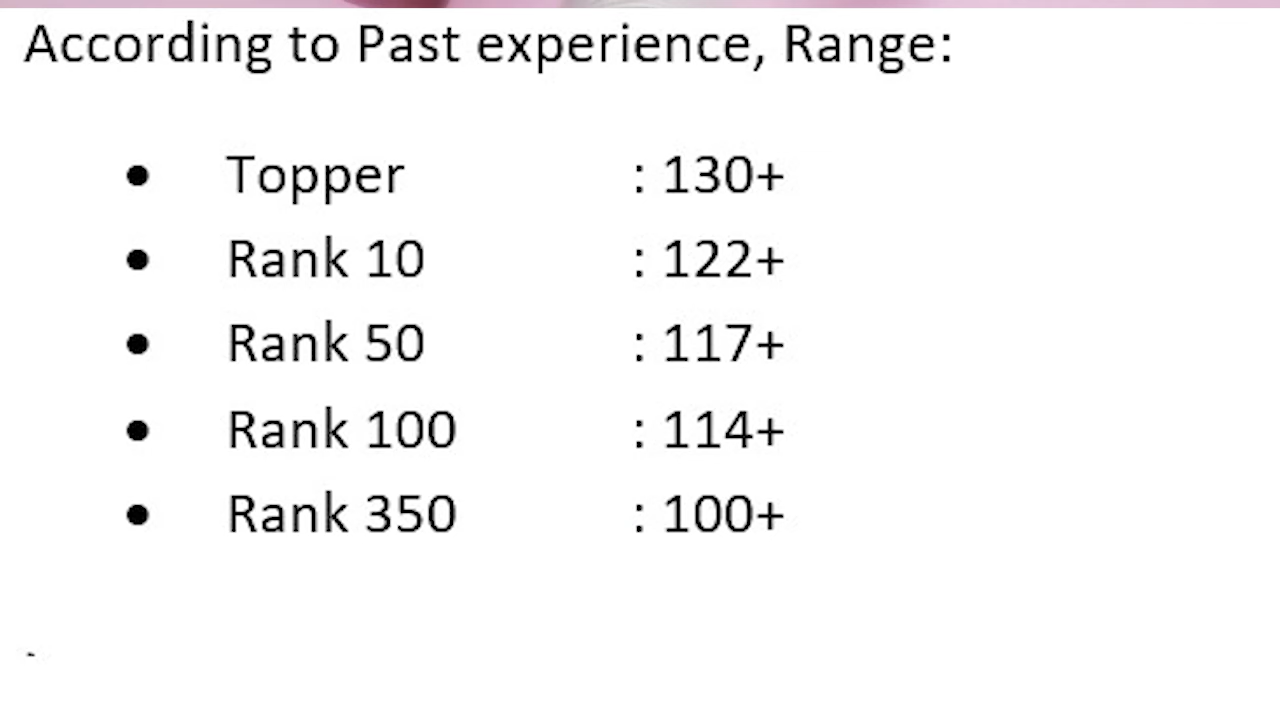 According to Past experience, Range:
• Topper : 130+
• Rank 10 : 122+
• Rank 50 : 117+
• Rank 100 : 114+
• Rank 350 : 100+